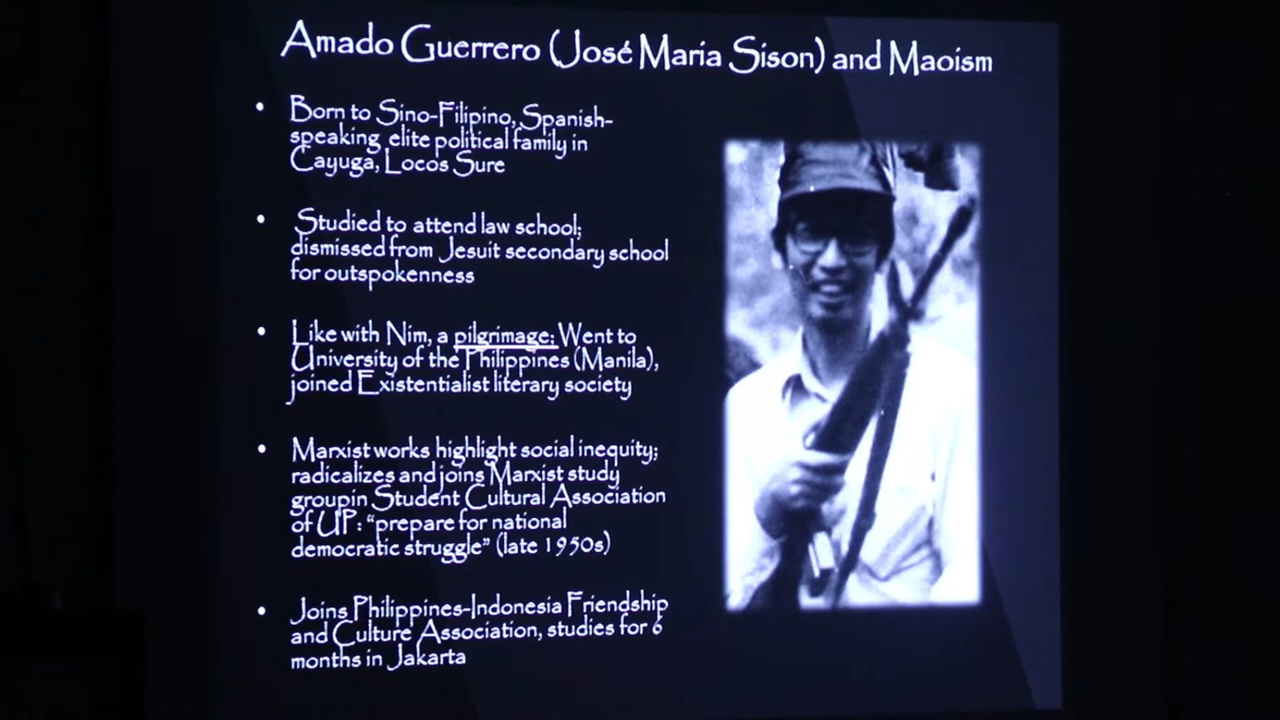 Amado Guerrero (José Maria Sison) and Maoism
• Born to Sino-Filipino, Spanish-
speaking elite political family in
Cayuga, Locos Sure
• Studied to attend law school;
dismissed from Jesuit secondary school
for outspokenness
• Like with Nim, a pilgrimage: Went to
University of the Philippines (Manila),
joined Existentialist literary society
• Marxist works highlight social inequity;
radicalizes and joins Marxist study
groupin Student Cultural Association
of UP: “prepare for national
democratic struggle” (late 1950s)
• Joins Philippines-Indonesia Friendship
and Culture Association, studies for 6
months in Jakarta